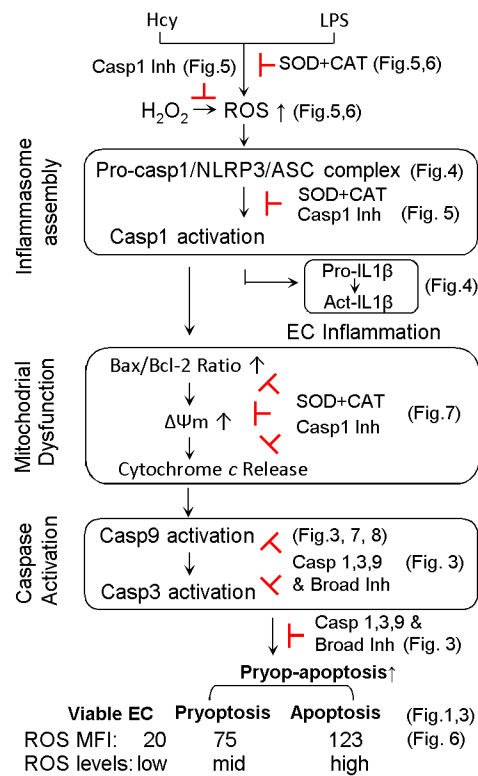 Hcy LPS
Casp1 Inh (Fig.5) SOD+CAT (Fig.5,6)
H₂O₂ ROS ↑ (Fig.5,6)
Inflammasome
assembly
Pro-casp1/NLRP3/ASC complex (Fig.4)
SOD+CAT
Casp1 Inh (Fig. 5)
Casp1 activation
Pro-IL1β
Act-IL1β
(Fig.4)
EC Inflammation
Mitochodrial
Dysfunction
Bax/Bcl-2 Ratio ↑
SOD+CAT
ΔΨm ↑
(Fig.7)
Casp1 Inh
Cytochrome c Release
Caspase
Activation
Casp9 activation (Fig.3, 7, 8)
Casp 1,3,9 (Fig. 3)
& Broad Inh
Casp3 activation
Casp 1,3,9 &
Broad Inh (Fig. 3)
Pryop-apoptosis↑
Viable EC Pryoptosis Apoptosis (Fig.1,3)
ROS MFI: 20 75 123 (Fig. 6)
ROS levels: low mid high